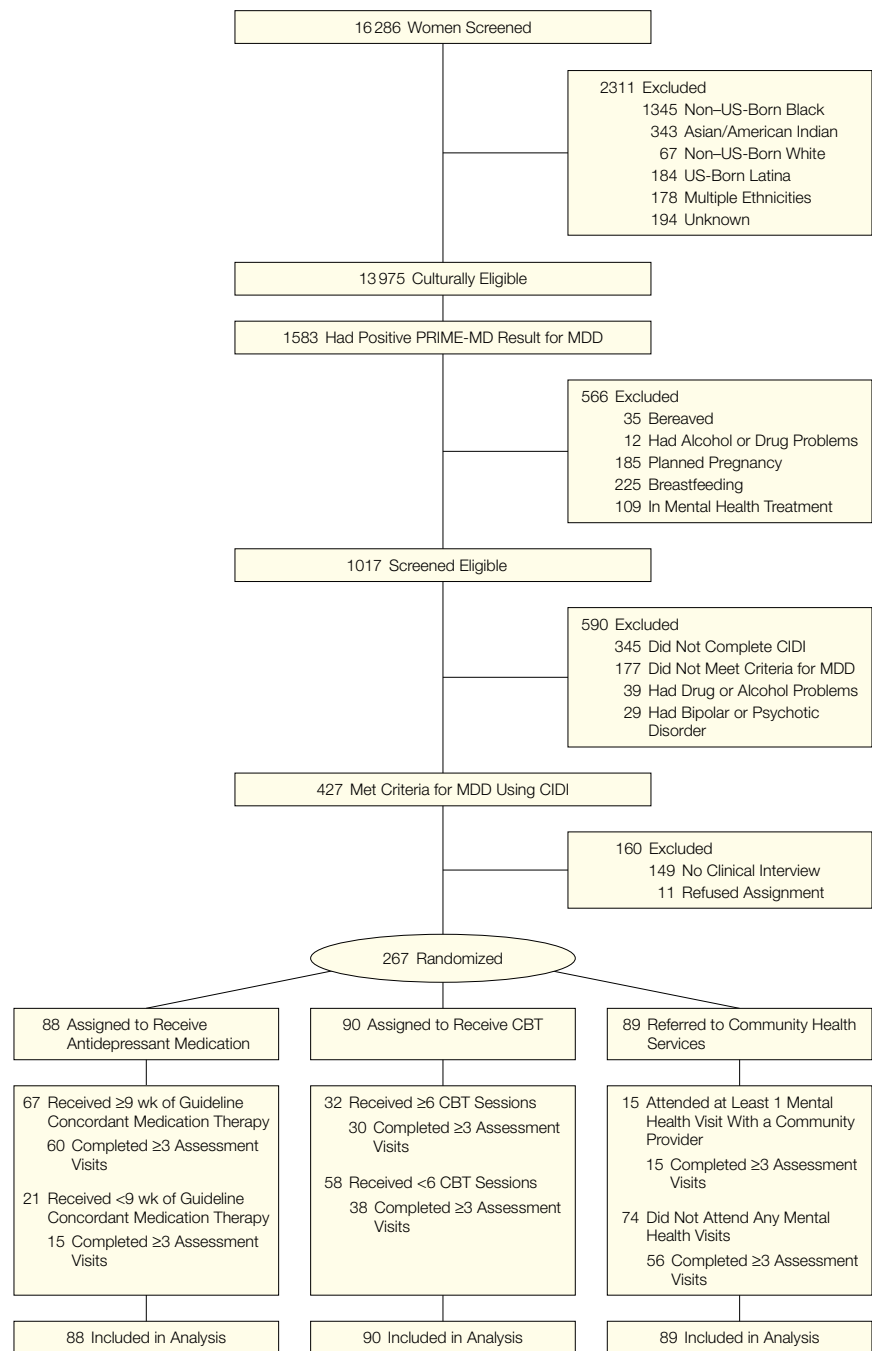 16286 Women Screened
2311 Excluded
1345 Non–US-Born Black
343 Asian/American Indian
67 Non–US-Born White
184 US-Born Latina
178 Multiple Ethnicities
194 Unknown
13975 Culturally Eligible
1583 Had Positive PRIME-MD Result for MDD
566 Excluded
35 Bereaved
12 Had Alcohol or Drug Problems
185 Planned Pregnancy
225 Breastfeeding
109 In Mental Health Treatment
1017 Screened Eligible
590 Excluded
345 Did Not Complete CIDI
177 Did Not Meet Criteria for MDD
39 Had Drug or Alcohol Problems
29 Had Bipolar or Psychotic
Disorder
427 Met Criteria for MDD Using CIDI
160 Excluded
149 No Clinical Interview
11 Refused Assignment
267 Randomized
88 Assigned to Receive
Antidepressant Medication
90 Assigned to Receive CBT
89 Referred to Community Health
Services
67 Received ≥9 wk of Guideline
Concordant Medication Therapy
60 Completed ≥3 Assessment
Visits
21 Received <9 wk of Guideline
Concordant Medication Therapy
15 Completed ≥3 Assessment
Visits
32 Received ≥6 CBT Sessions
30 Completed ≥3 Assessment
Visits
58 Received <6 CBT Sessions
38 Completed ≥3 Assessment
Visits
15 Attended at Least 1 Mental
Health Visit With a Community
Provider
15 Completed ≥3 Assessment
Visits
74 Did Not Attend Any Mental
Health Visits
56 Completed ≥3 Assessment
Visits
88 Included in Analysis
90 Included in Analysis
89 Included in Analysis